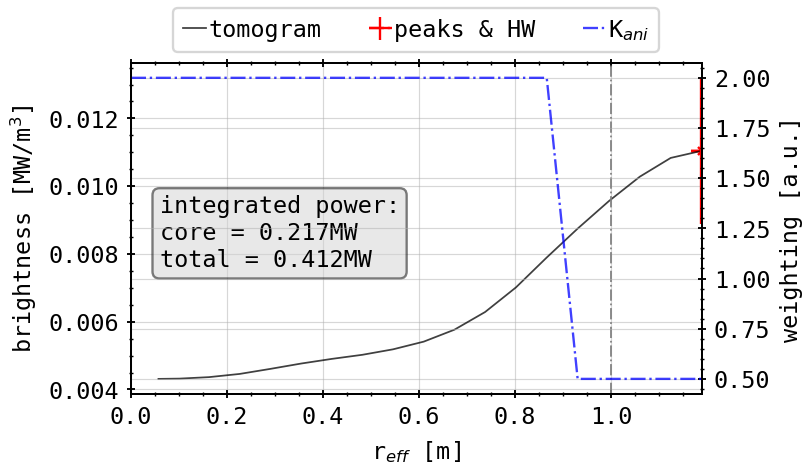 tomogram peaks & HW K_ani
brightness [MW/m³]
0.012
0.010
0.008
0.006
0.004
integrated power:
core = 0.217MW
total = 0.412MW
2.00
1.75
1.50
1.25
1.00
0.75
0.50
weighting [a.u.]
0.0 0.2 0.4 0.6 0.8 1.0
r_eff [m]